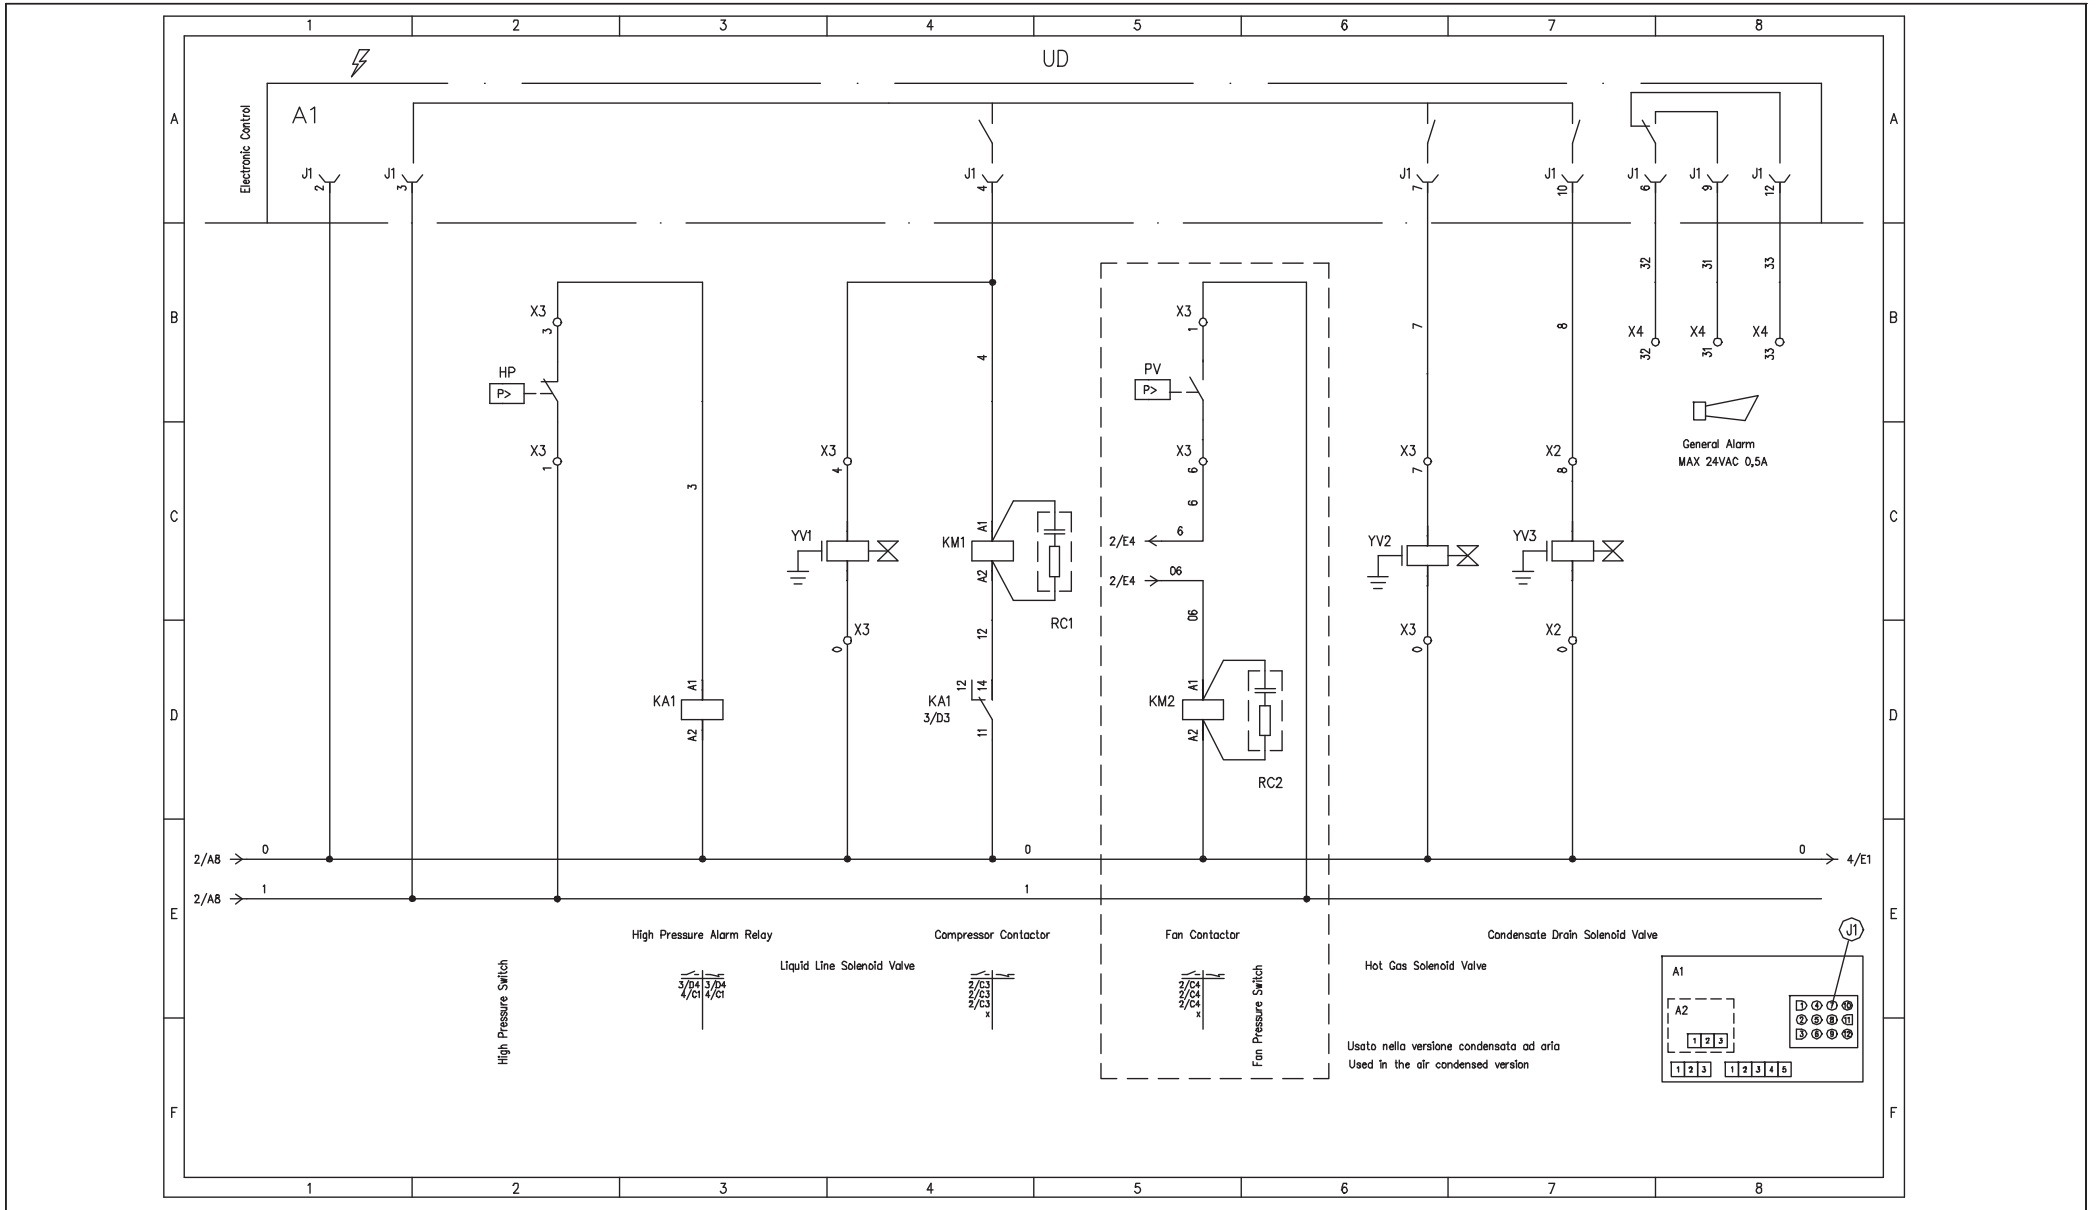 1 2 3 4 5 6 7 8
UD
A A
Electronic Control
A1
J1 J1 J1 J1 J1 J1 J1 J1
2 3 4 7 10 6 9 12
32 31 33
B B
X3 X3
3 1
4 7 8
X4 X4 X4
32 31 33
HP PV
P> P>
General Alarm
MAX 24VAC 0,5A
X3 X3 X3 X3 X2
1 4 6 7 8
3 6
C C
A1
YV1 KM1 2/E4 6 YV2 YV3
A2
2/E4 06
06
RC1
12
X3 X3 X2
0 0 0
A1 12 14 A1
KA1 KA1 KM2
3/D3
D D
A2 11 A2
RC2
2/A8 0 0 0 4/E1
2/A8 1 1
E E
High Pressure Alarm Relay Compressor Contactor Fan Contactor Condensate Drain Solenoid Valve
J1
Liquid Line Solenoid Valve Hot Gas Solenoid Valve
High Pressure Switch
Fan Pressure Switch
3/D4 3/D4
4/C1 4/C1
2/C3
2/C3
2/C3
x
2/C4
2/C4
2/C4
x
A1
A2
1 4 7 10
2 5 8 11
3 6 9 12
1 2 3
1 2 3 1 2 3 4 5
Usato nella versione condensata ad aria
Used in the air condensed version
F F
1 2 3 4 5 6 7 8